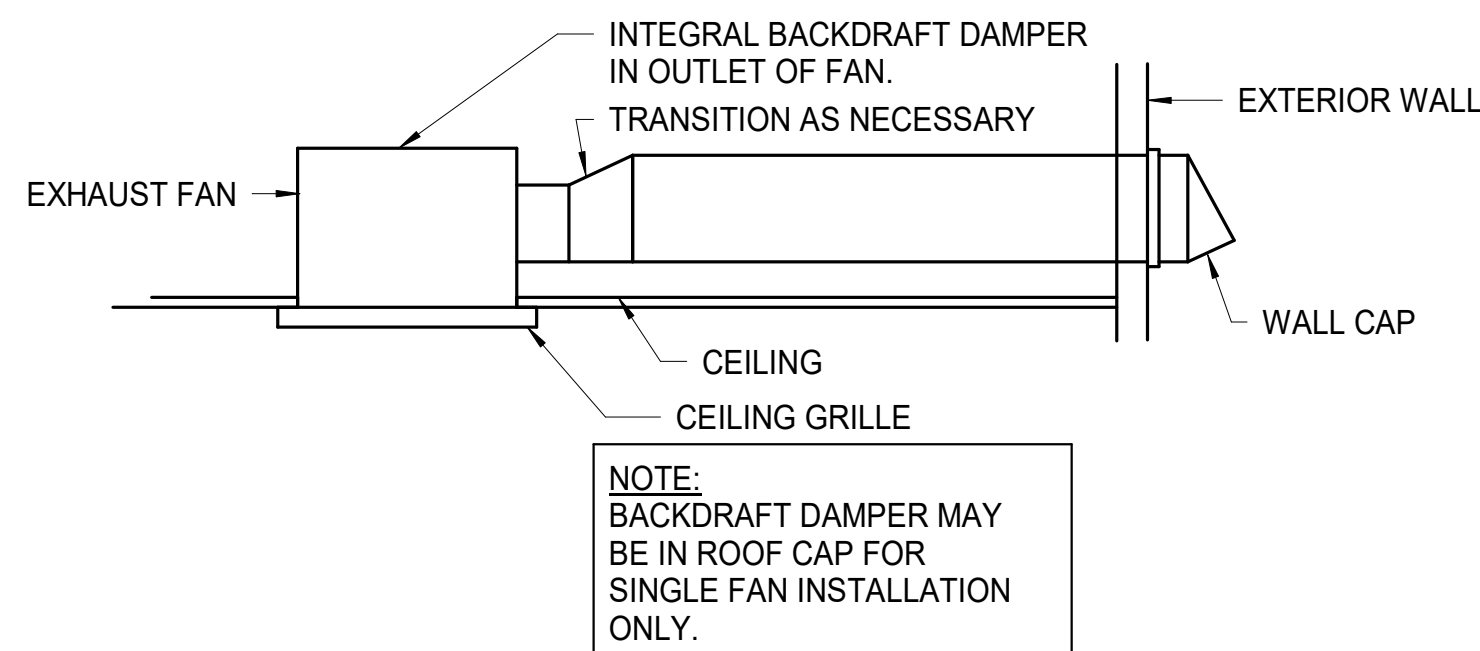 INTEGRAL BACKDRAFT DAMPER
IN OUTLET OF FAN.
TRANSITION AS NECESSARY
EXTERIOR WALL
EXHAUST FAN
WALL CAP
CEILING
CEILING GRILLE
NOTE:
BACKDRAFT DAMPER MAY
BE IN ROOF CAP FOR
SINGLE FAN INSTALLATION
ONLY.